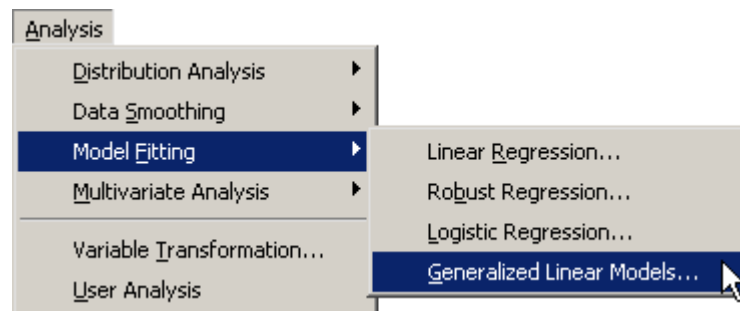 Analysis
Distribution Analysis
Data Smoothing
Model Fitting
Multivariate Analysis
Variable Transformation...
User Analysis
Linear Regression...
Robust Regression...
Logistic Regression...
Generalized Linear Models...